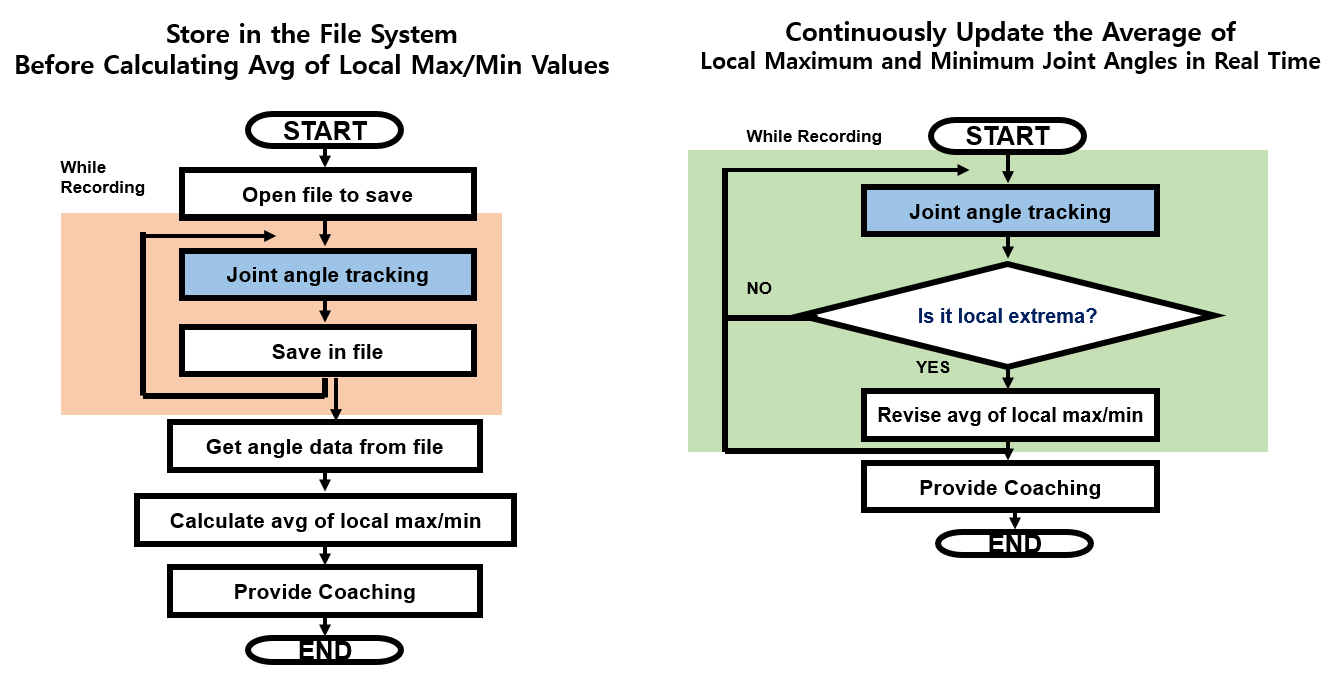 Store in the File System
Before Calculating Avg of Local Max/Min Values
START
While
Recording
Open file to save
Joint angle tracking
Save in file
Get angle data from file
Calculate avg of local max/min
Provide Coaching
END
Continuously Update the Average of
Local Maximum and Minimum Joint Angles in Real Time
While Recording
START
Joint angle tracking
NO
Is it local extrema?
YES
Revise avg of local max/min
Provide Coaching
END